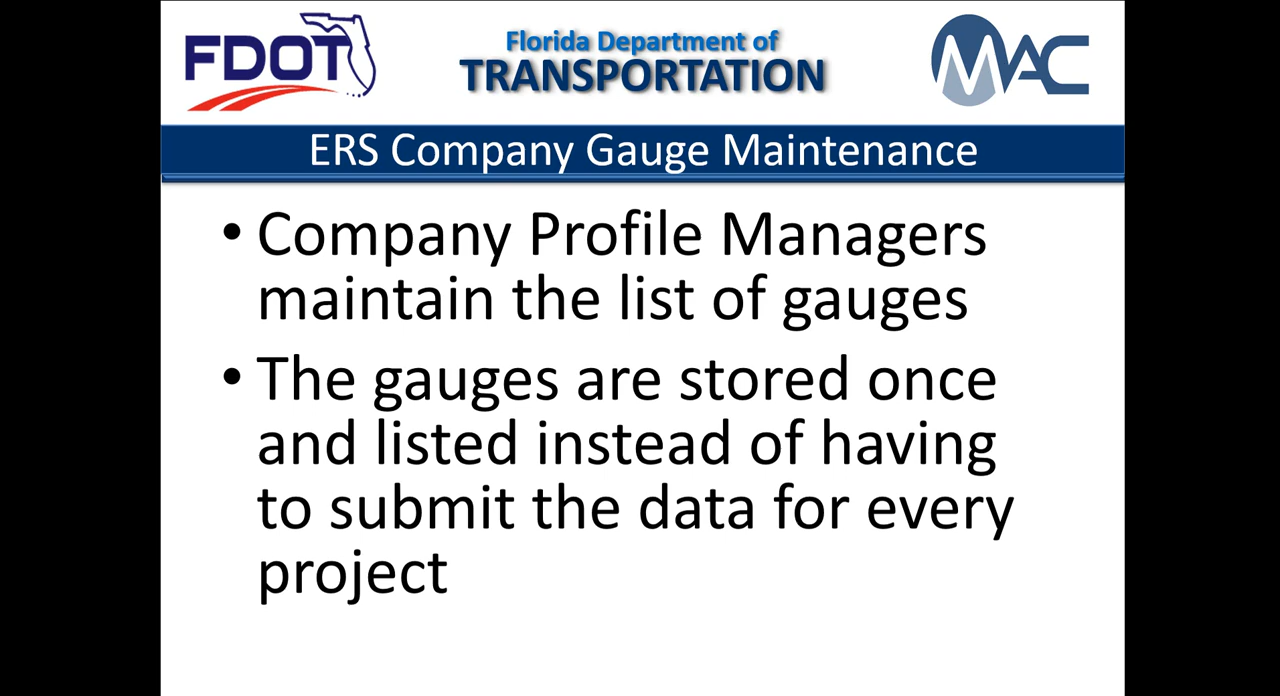 FDOT
Florida Department of
TRANSPORTATION
MAC
ERS Company Gauge Maintenance
• Company Profile Managers
maintain the list of gauges
• The gauges are stored once
and listed instead of having
to submit the data for every
project